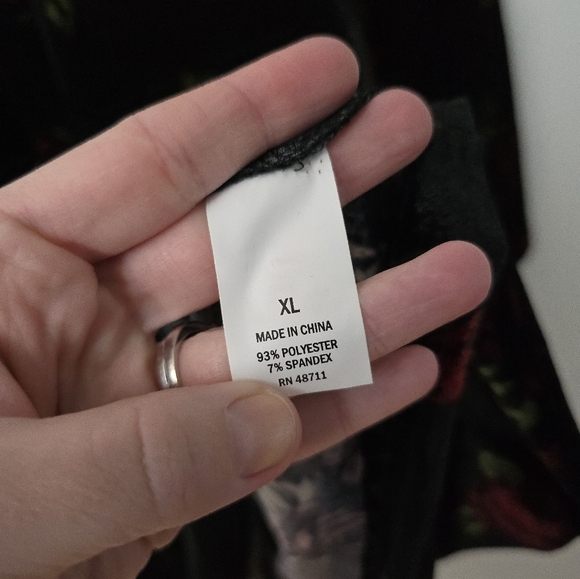 XL
MADE IN CHINA
93% POLYESTER
7% SPANDEX
RN 48711